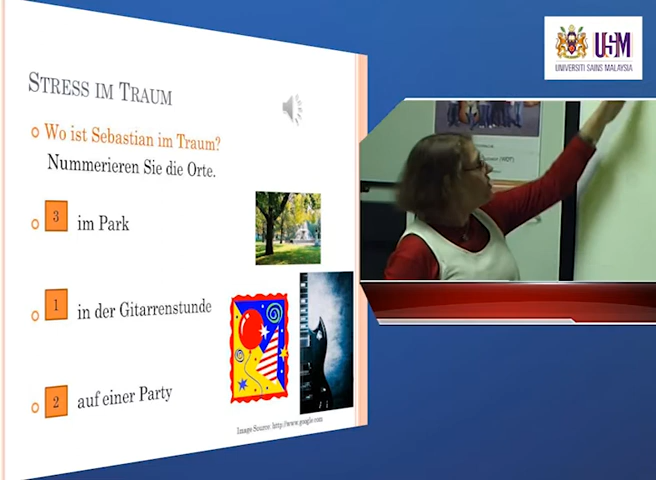 STRESS IM TRAUM
Wo ist Sebastian im Traum?
Nummerieren Sie die Orte.
3 im Park
1 in der Gitarrenstunde
2 auf einer Party
Image Source: http://www.google.com
USM
UNIVERSITI SAINS MALAYSIA